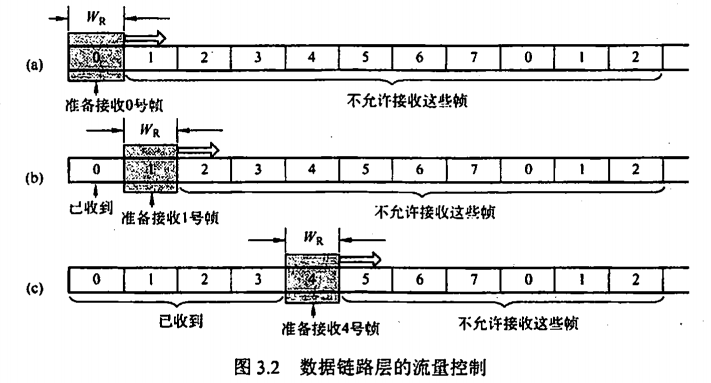 W_R
(a) 0 1 2 3 4 5 6 7 0 1 2
准备接收0号帧 不允许接收这些帧
W_R
(b) 0 1 2 3 4 5 6 7 0 1 2
已收到 准备接收1号帧 不允许接收这些帧
W_R
(c) 0 1 2 3 4 5 6 7 0 1 2
已收到 准备接收4号帧 不允许接收这些帧
图 3.2 数据链路层的流量控制